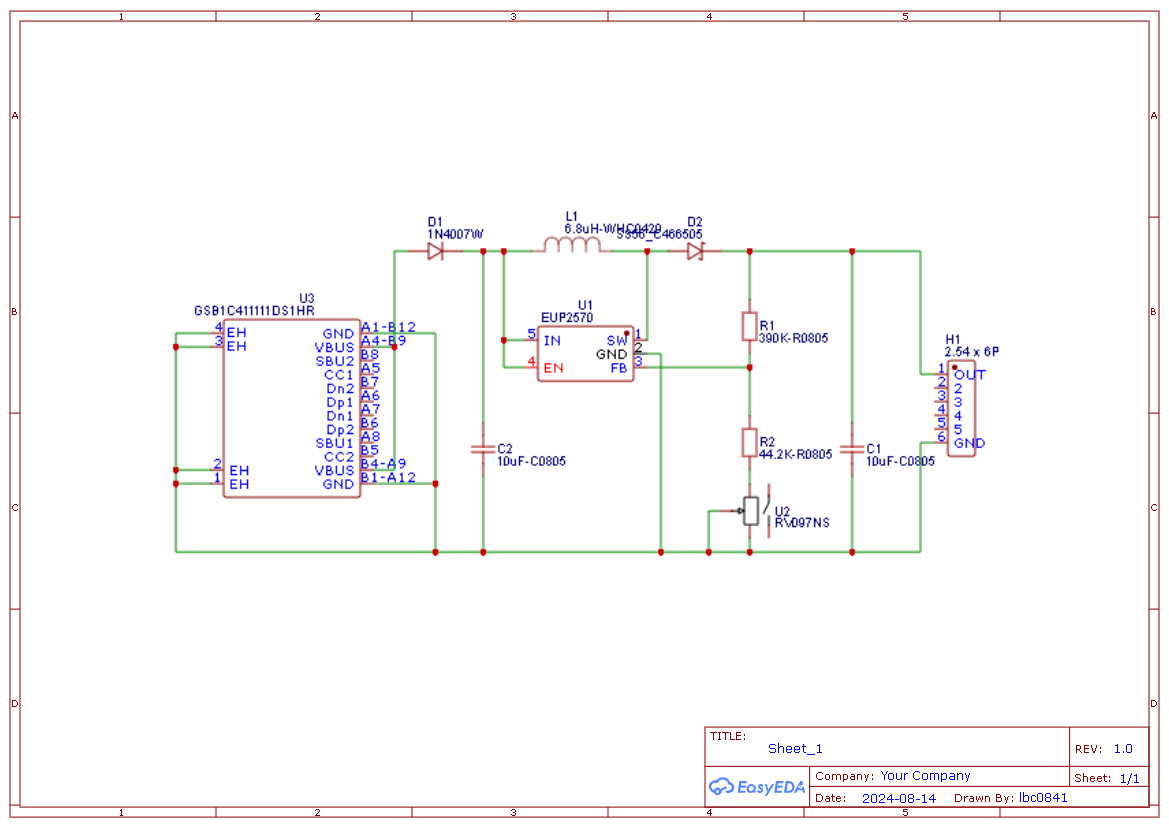 1 2 3 4 5
A A
B B
C C
D D
D1
1N4007W
L1
6.8uH-WHC0420
D2
S356_C466505
U3
GSB1C411111DS1HR
4 EH GND A1-B12
3 EH VBUS A4-B9
SBU2 B8
CC1 A5
Dn2 B7
Dp1 A6
Dn1 A7
Dp2 B6
SBU1 A8
CC2 B5
2 EH VBUS B4-A9
1 EH GND B1-A12
U1
EUP2570
5 IN SW 1
GND 2
4 EN FB 3
R1
390K-R0805
H1
2.54 x 6P
1 OUT
2 2
3 3
4 4
5 5
6 GND
C2
10uF-C0805
R2
44.2K-R0805
C1
10uF-C0805
U2
RV097NS
TITLE:
Sheet_1
REV: 1.0
EasyEDA
Company: Your Company
Sheet: 1/1
Date: 2024-08-14 Drawn By: lbc0841
1 2 3 4 5